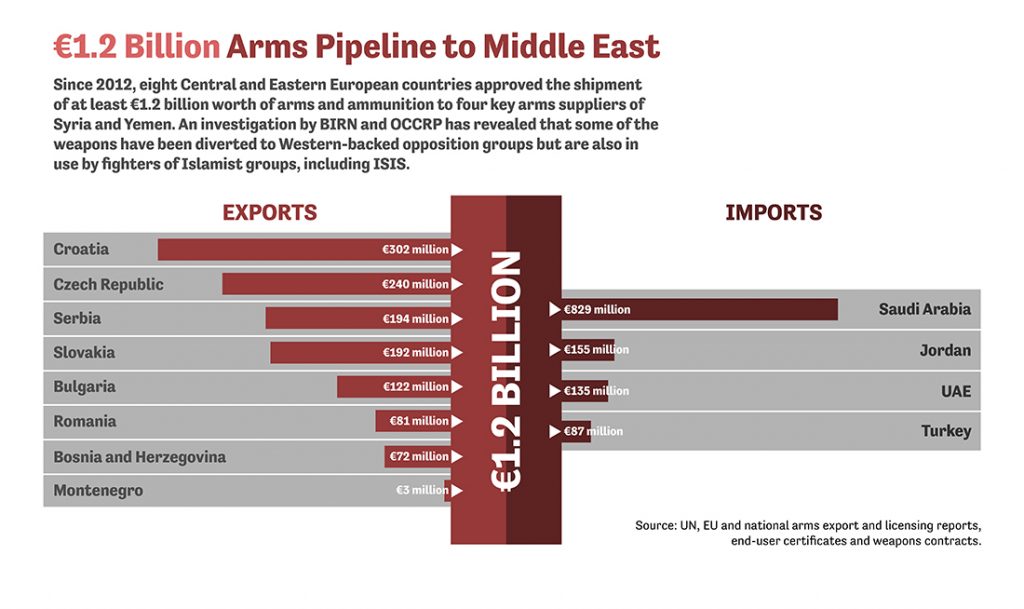 €1.2 Billion Arms Pipeline to Middle East
Since 2012, eight Central and Eastern European countries approved the shipment
of at least €1.2 billion worth of arms and ammunition to four key arms suppliers of
Syria and Yemen. An investigation by BIRN and OCCRP has revealed that some of the
weapons have been diverted to Western-backed opposition groups but are also in
use by fighters of Islamist groups, including ISIS.
EXPORTS
Croatia €302 million
Czech Republic €240 million
Serbia €194 million
Slovakia €192 million
Bulgaria €122 million
Romania €81 million
Bosnia and Herzegovina €72 million
Montenegro €3 million
€1.2 BILLION
IMPORTS
€829 million Saudi Arabia
€155 million Jordan
€135 million UAE
€87 million Turkey
Source: UN, EU and national arms export and licensing reports,
end-user certificates and weapons contracts.